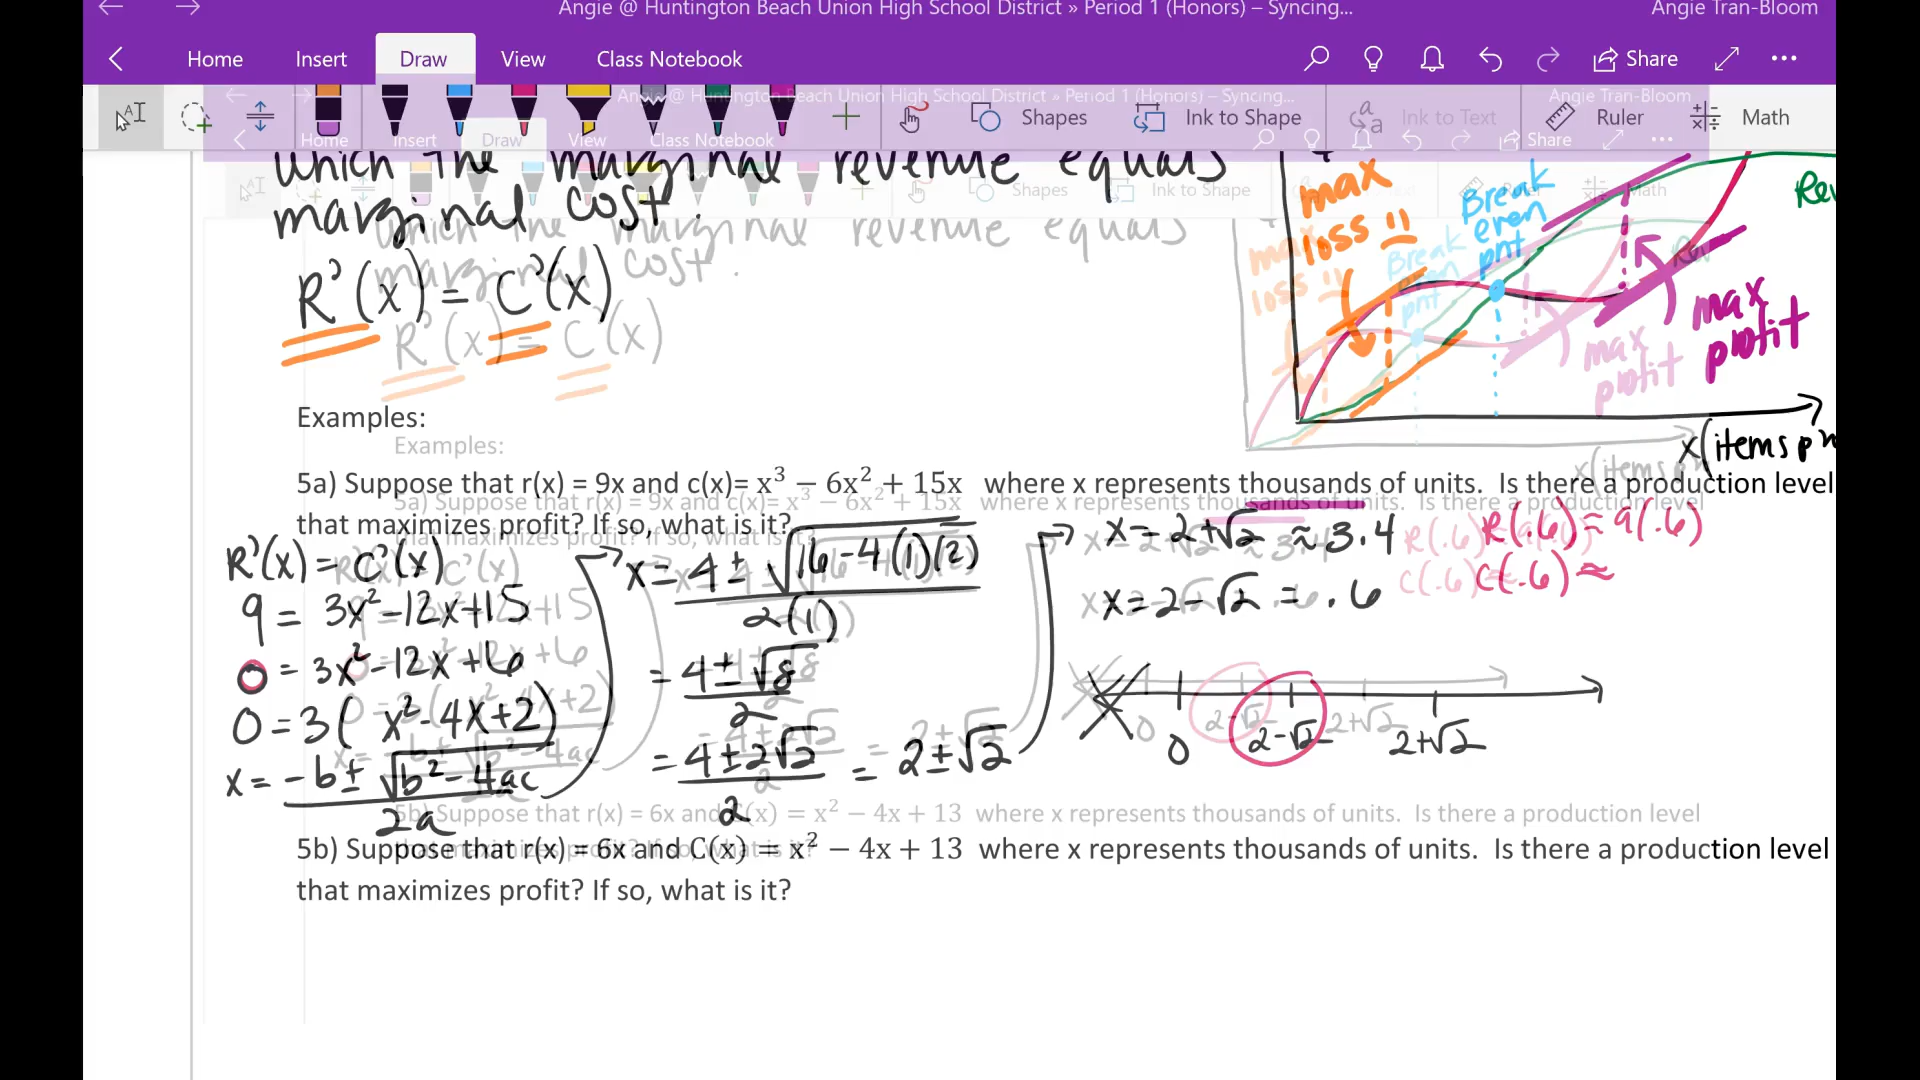 Angie @ Huntington Beach Union High School District » Period 1 (Honors) – Syncing...
Angie Tran-Bloom
Home Insert Draw View Class Notebook Share
Shapes Ink to Shape Ink to Text Ruler Math
which the marginal revenue equals
marginal cost.
R'(x) = C'(x)
max loss !!
Break even pnt
max profit
x(items
Examples:
5a) Suppose that r(x) = 9x and c(x)= x³ − 6x² + 15x where x represents thousands of units. Is there a production level
that maximizes profit? If so, what is it?
R'(x) = C'(x)
9 = 3x²-12x+15
0 = 3x²-12x+6
0 = 3(x²-4x+2)
x = -b ± √b²-4ac
2a
x = 4 ± √16-4(1)(2)
2(1)
= 4 ± √8
2
= 4 ± 2√2
2
= 2 ± √2
x = 2+√2 ≈ 3.4
x = 2-√2 = .6
R(.6) ≈ 9(.6)
C(.6) ≈
0 2-√2 2+√2
5b) Suppose that r(x) = 6x and C(x) = x² − 4x + 13 where x represents thousands of units. Is there a production level
that maximizes profit? If so, what is it?